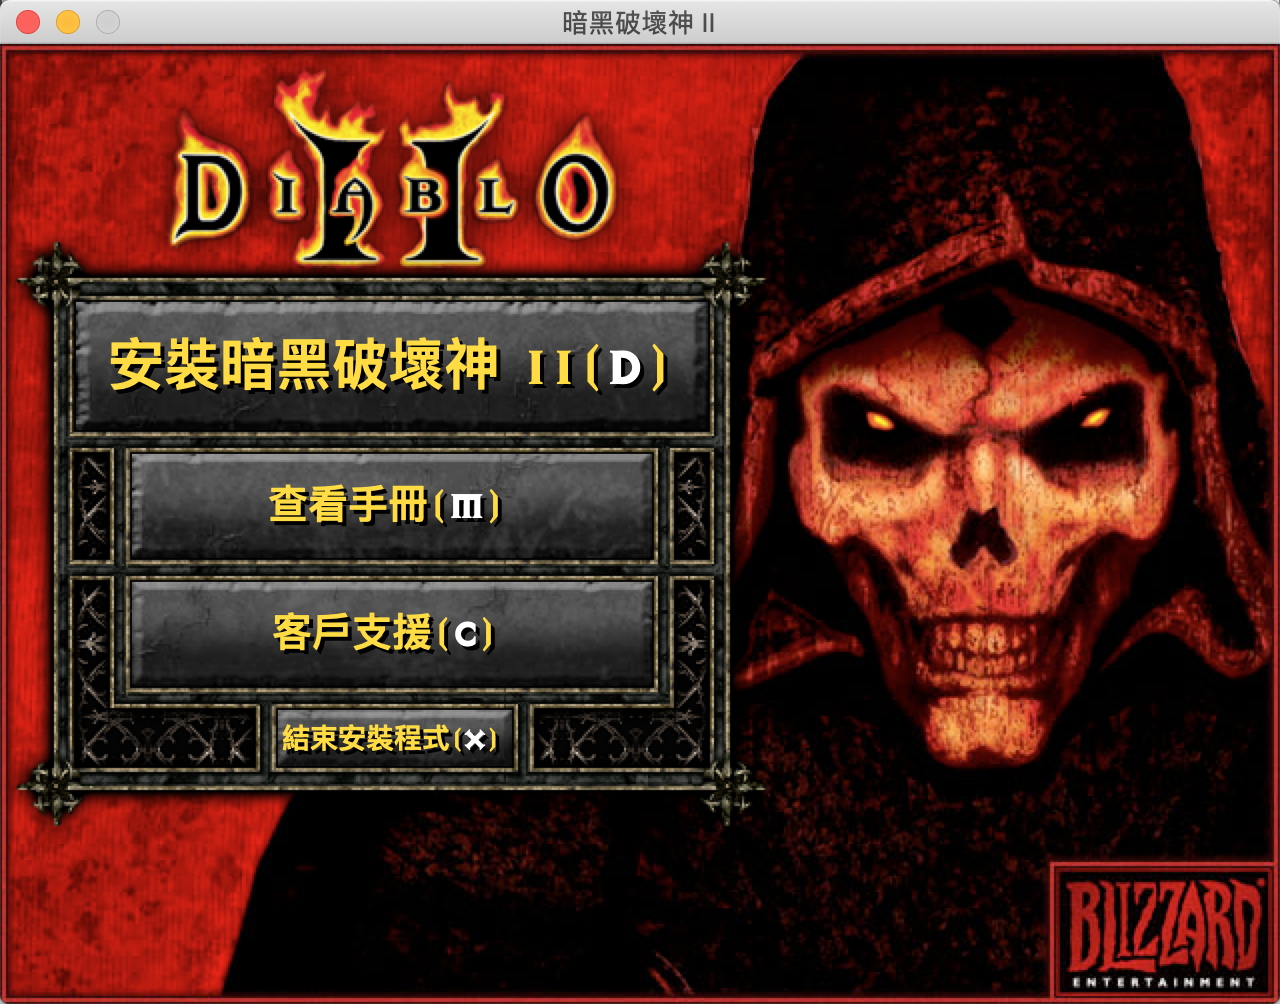 暗黑破壞神 II
DIABLO II
安裝暗黑破壞神 II(D)
查看手冊(M)
客戶支援(C)
結束安裝程式(X)
BLIZZARD
ENTERTAINMENT